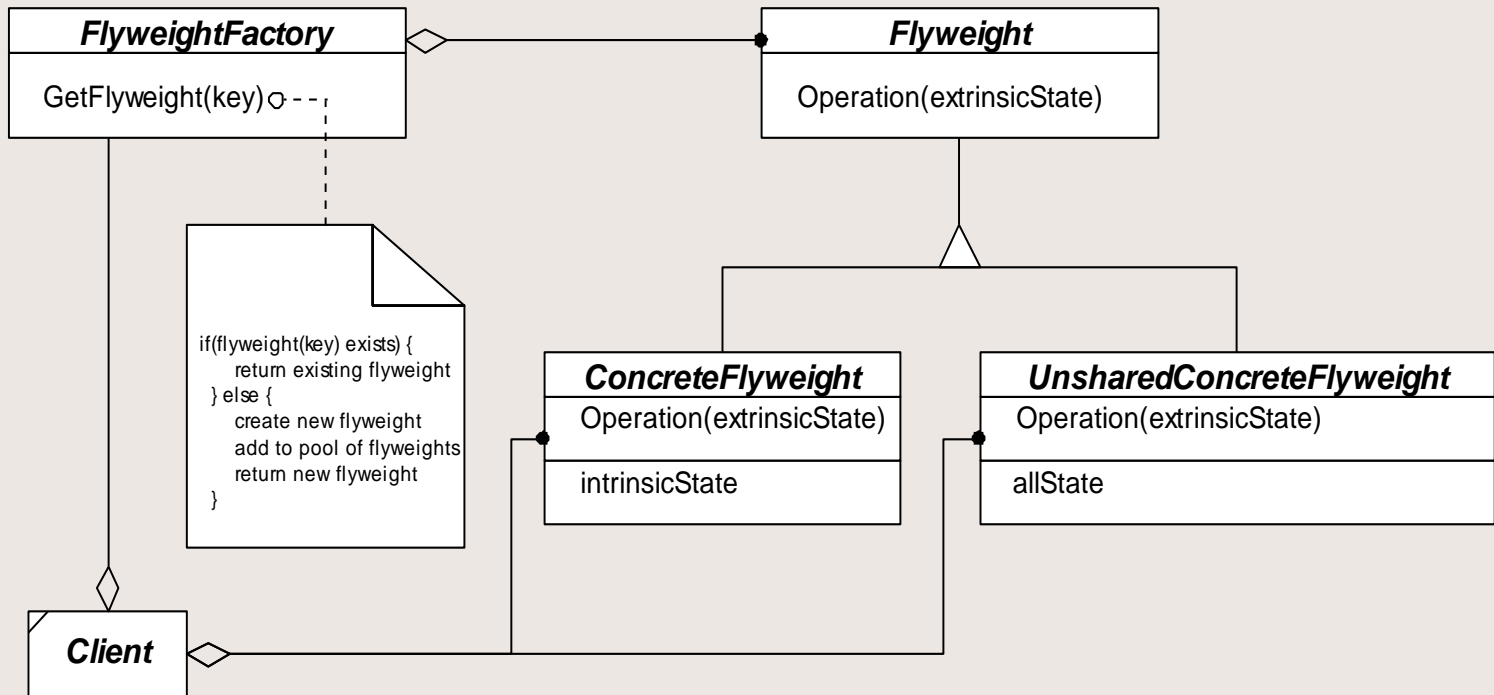 FlyweightFactory
GetFlyweight(key)
Flyweight
Operation(extrinsicState)
if(flyweight(key) exists) {
return existing flyweight
} else {
create new flyweight
add to pool of flyweights
return new flyweight
}
ConcreteFlyweight
Operation(extrinsicState)
intrinsicState
UnsharedConcreteFlyweight
Operation(extrinsicState)
allState
Client